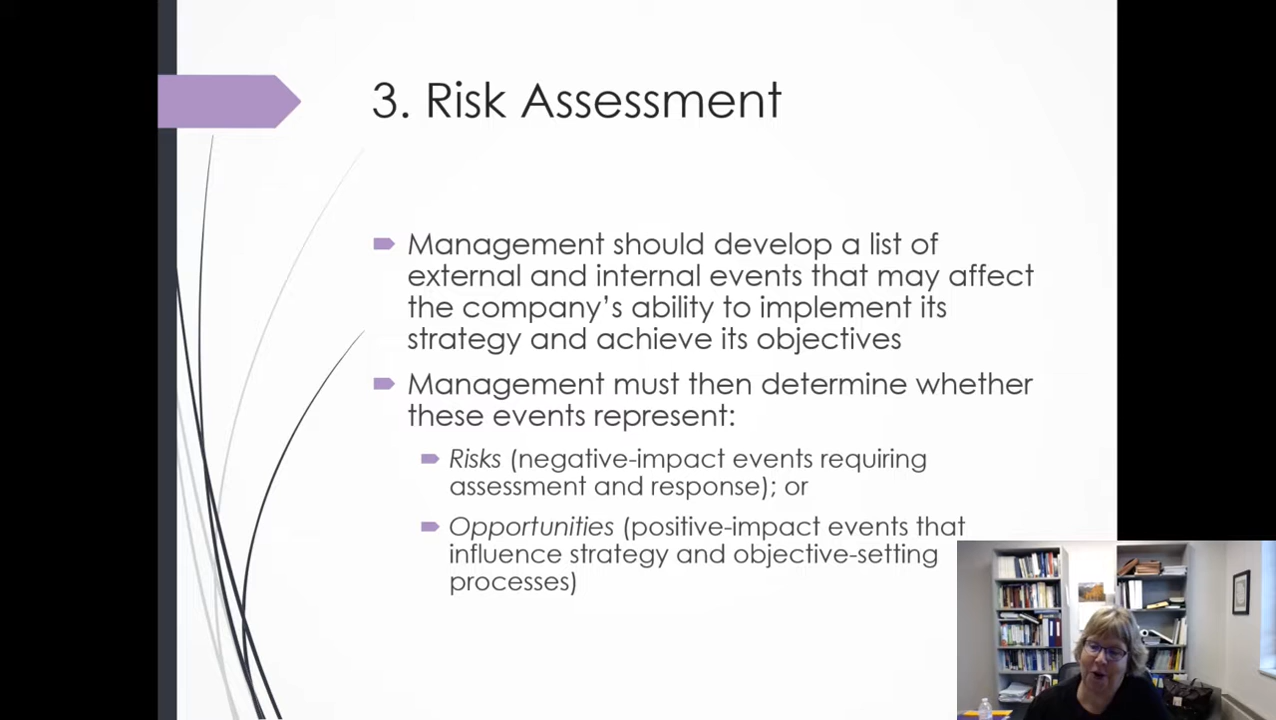 3. Risk Assessment
Management should develop a list of
external and internal events that may affect
the company’s ability to implement its
strategy and achieve its objectives
Management must then determine whether
these events represent:
Risks (negative-impact events requiring
assessment and response); or
Opportunities (positive-impact events that
influence strategy and objective-setting
processes)